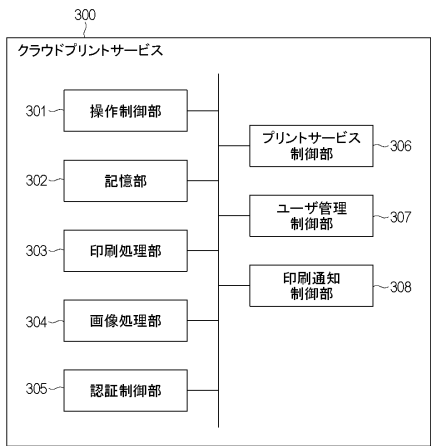 300
クラウドプリントサービス
301
操作制御部
302
記憶部
303
印刷処理部
304
画像処理部
305
認証制御部
プリントサービス
制御部
306
ユーザ管理
制御部
307
印刷通知
制御部
308